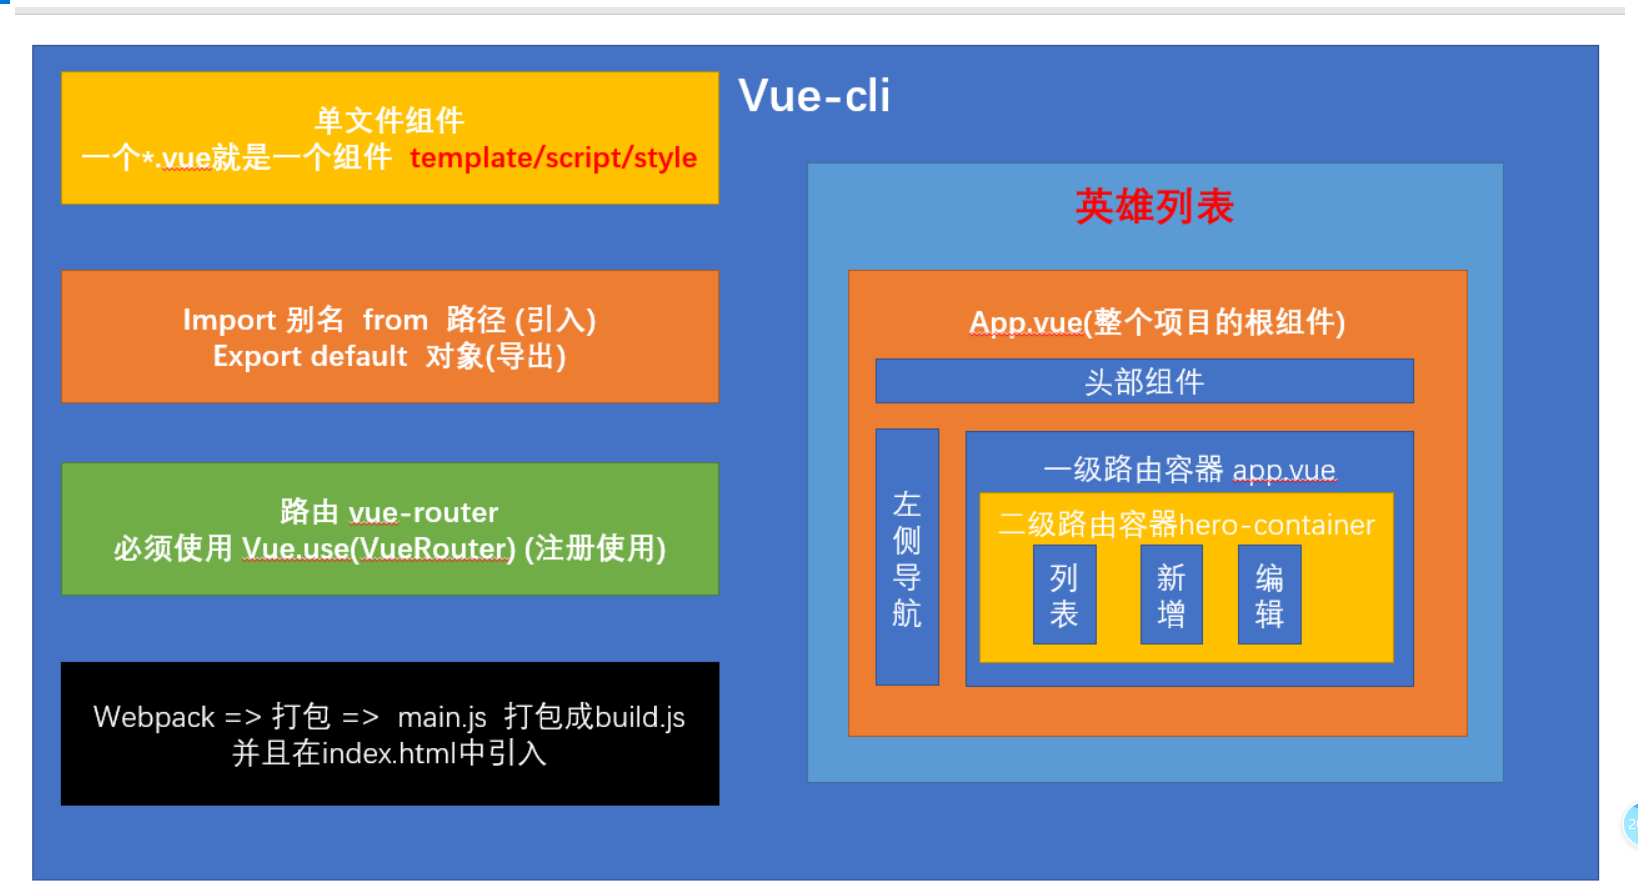 Vue-cli
单文件组件
一个*.vue就是一个组件 template/script/style
Import 别名 from 路径 (引入)
Export default 对象(导出)
路由 vue-router
必须使用 Vue.use(VueRouter) (注册使用)
Webpack => 打包 => main.js 打包成build.js
并且在index.html中引入
英雄列表
App.vue(整个项目的根组件)
头部组件
左
侧
导
航
一级路由容器 app.vue
二级路由容器hero-container
列
表
新
增
编
辑